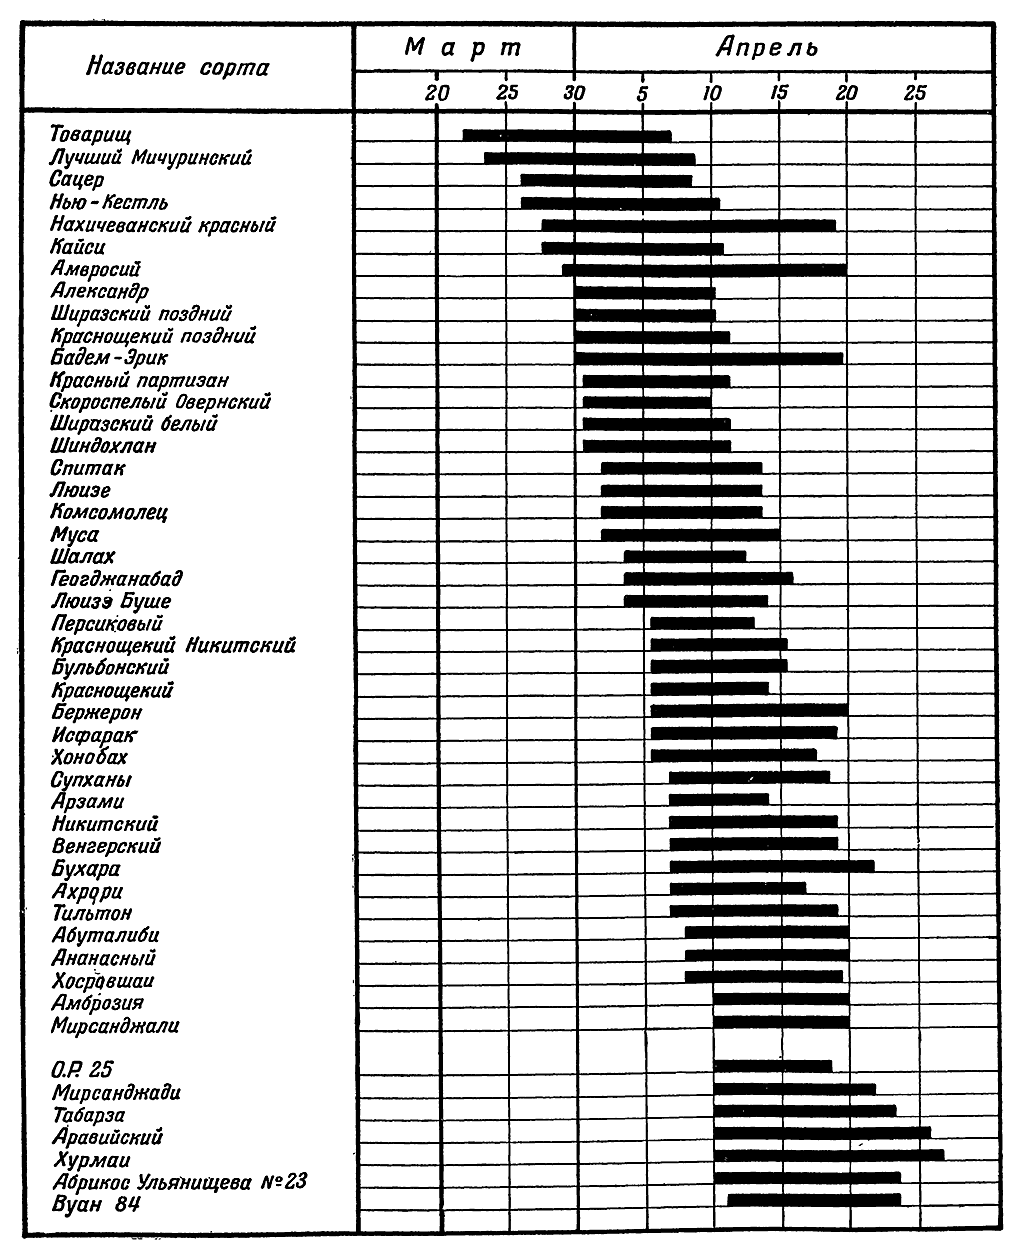 Название сорта
Март
Апрель
20 25 30 5 10 15 20 25
Товарищ
Лучший Мичуринский
Сацер
Нью-Кестль
Нахичеванский красный
Кайси
Амвросий
Александр
Ширазский поздний
Краснощекий поздний
Бадем-Эрик
Красный партизан
Скороспелый Овернский
Ширазский белый
Шиндохлан
Спитак
Люизе
Комсомолец
Муса
Шалах
Геогджанабад
Люизэ Буше
Персиковый
Краснощекий Никитский
Бульбонский
Краснощекий
Бержерон
Исфарак
Хонобах
Супханы
Арзами
Никитский
Венгерский
Бухара
Ахрори
Тильтон
Абуталиби
Ананасный
Хосровшаи
Амброзия
Мирсанджали
О.Р. 25
Мирсанджади
Табарза
Аравийский
Хурмаи
Абрикос Ульянищева №23
Вуан 84